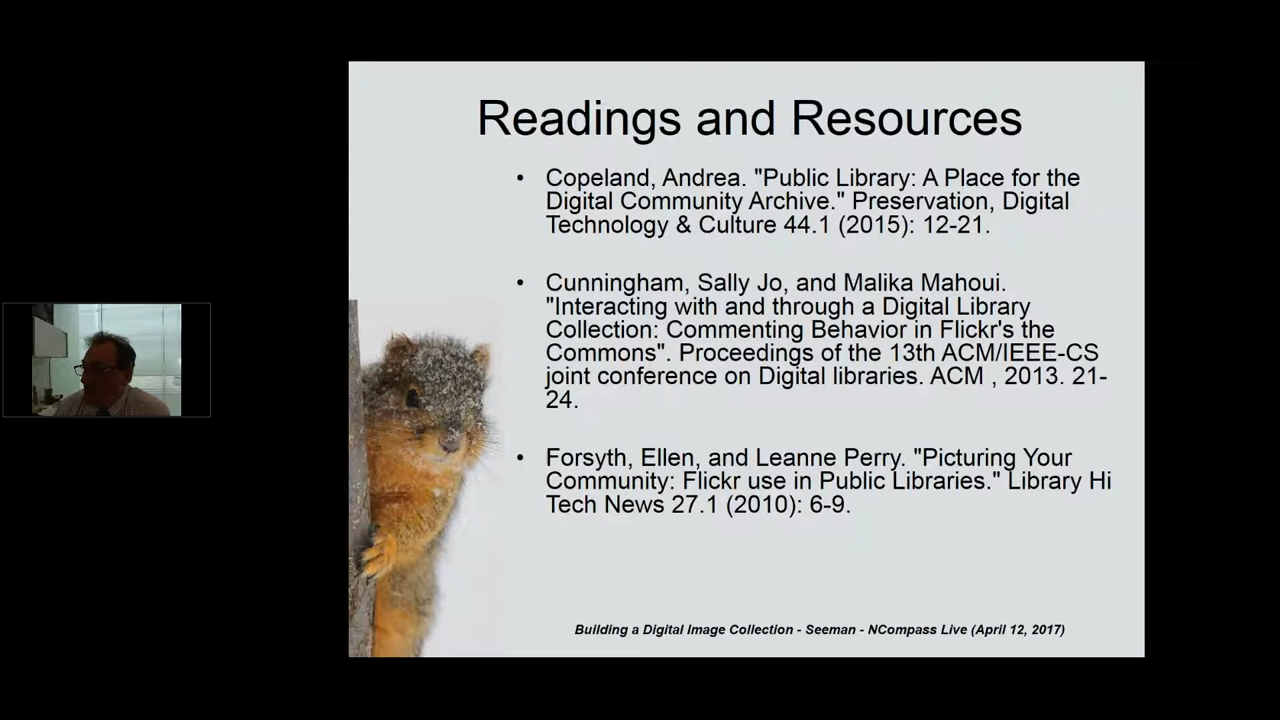 Readings and Resources
• Copeland, Andrea. "Public Library: A Place for the
Digital Community Archive." Preservation, Digital
Technology & Culture 44.1 (2015): 12-21.
• Cunningham, Sally Jo, and Malika Mahoui.
"Interacting with and through a Digital Library
Collection: Commenting Behavior in Flickr's the
Commons". Proceedings of the 13th ACM/IEEE-CS
joint conference on Digital libraries. ACM , 2013. 21-
24.
• Forsyth, Ellen, and Leanne Perry. "Picturing Your
Community: Flickr use in Public Libraries." Library Hi
Tech News 27.1 (2010): 6-9.
Building a Digital Image Collection - Seeman - NCompass Live (April 12, 2017)